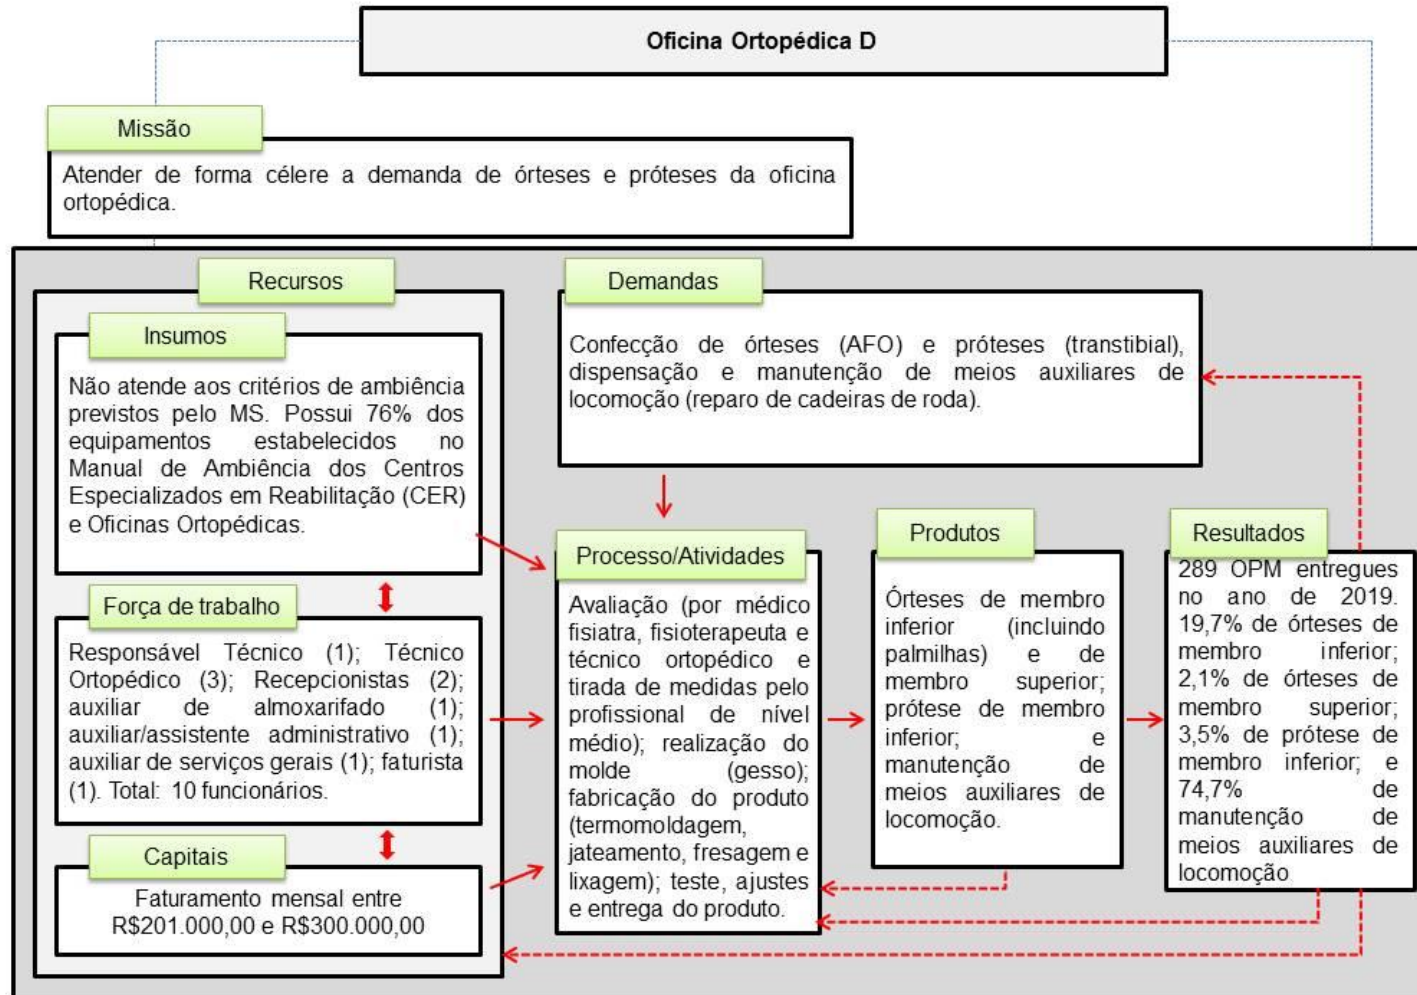 Oficina Ortopédica D
Missão
Atender de forma célere a demanda de órteses e próteses da oficina
ortopédica.
Recursos
Insumos
Não atende aos critérios de ambiência
previstos pelo MS. Possui 76% dos
equipamentos estabelecidos no
Manual de Ambiência dos Centros
Especializados em Reabilitação (CER)
e Oficinas Ortopédicas.
Força de trabalho
Responsável Técnico (1); Técnico
Ortopédico (3); Recepcionistas (2);
auxiliar de almoxarifado (1);
auxiliar/assistente administrativo (1);
auxiliar de serviços gerais (1); faturista
(1). Total: 10 funcionários.
Capitais
Faturamento mensal entre
R$201.000,00 e R$300.000,00
Demandas
Confecção de órteses (AFO) e próteses (transtibial),
dispensação e manutenção de meios auxiliares de
locomoção (reparo de cadeiras de roda).
Processo/Atividades
Avaliação (por médico
fisiatra, fisioterapeuta e
técnico ortopédico e
tirada de medidas pelo
profissional de nível
médio); realização do
molde (gesso);
fabricação do produto
(termomoldagem,
jateamento, fresagem e
lixagem); teste, ajustes
e entrega do produto.
Produtos
Órteses de membro
inferior (incluindo
palmilhas) e de
membro superior;
prótese de membro
inferior; e
manutenção de
meios auxiliares de
locomoção.
Resultados
289 OPM entregues
no ano de 2019.
19,7% de órteses de
membro inferior;
2,1% de órteses de
membro superior;
3,5% de prótese de
membro inferior; e
74,7% de
manutenção de
meios auxiliares de
locomoção